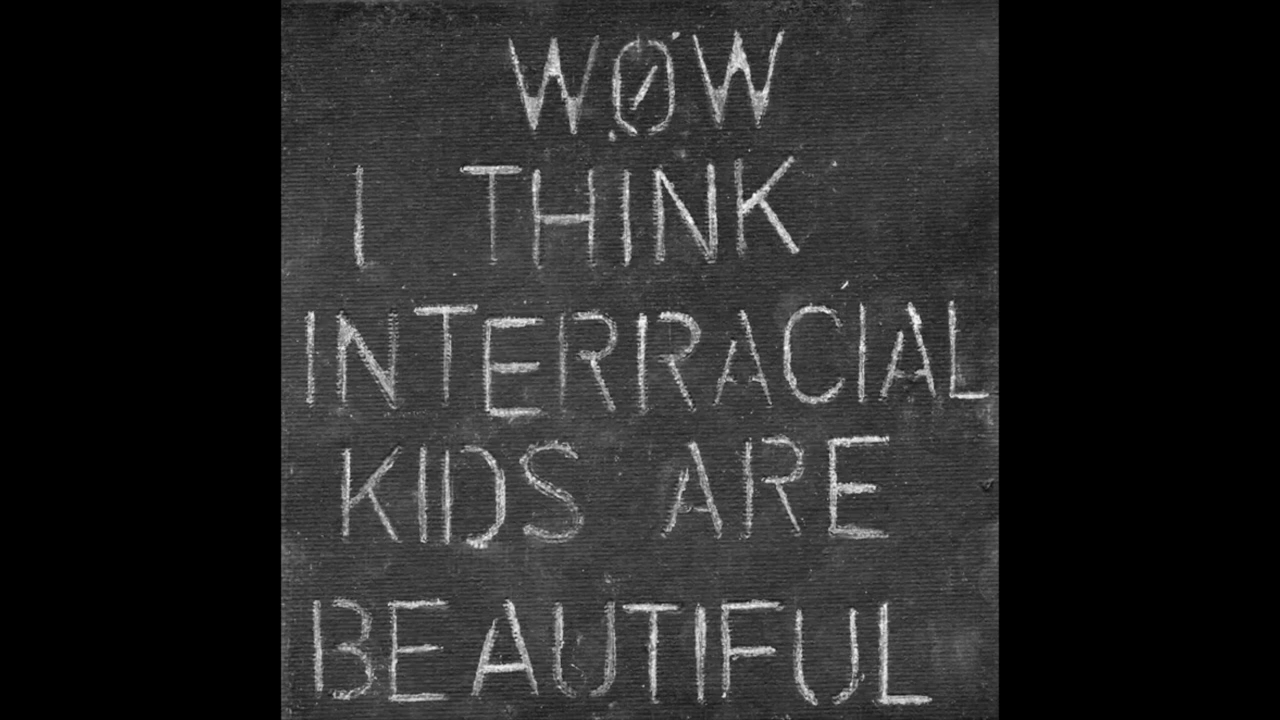 WØW
I THINK
INTERRACIAL
KIDS ARE
BEAUTIFUL